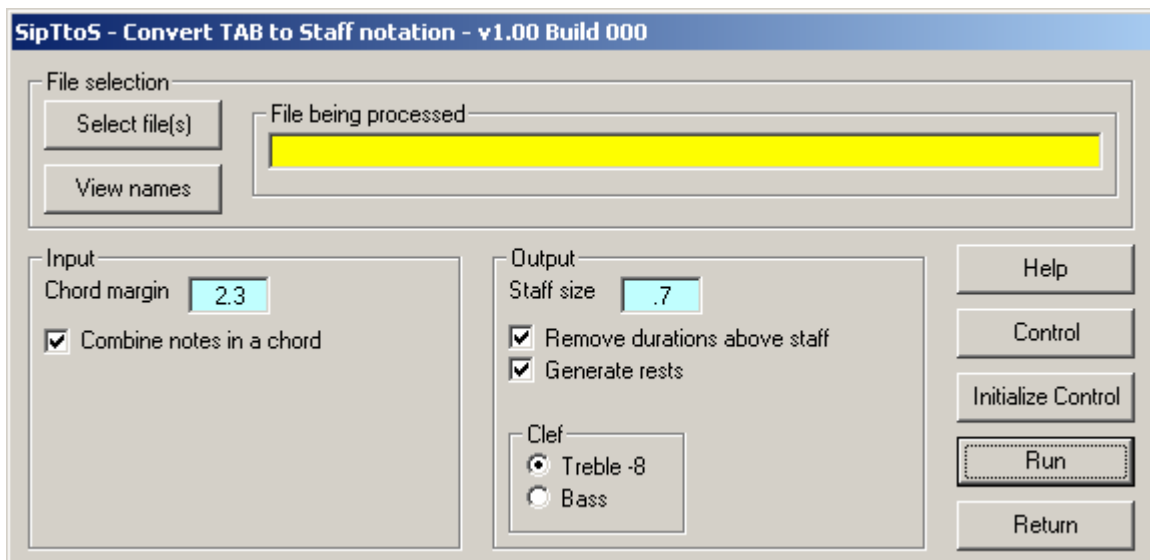 SipTtoS - Convert TAB to Staff notation - v1.00 Build 000
File selection
Select file(s)
File being processed
View names
Input
Chord margin 2.3
Combine notes in a chord
Output
Staff size .7
Remove durations above staff
Generate rests
Clef
Treble -8
Bass
Help
Control
Initialize Control
Run
Return